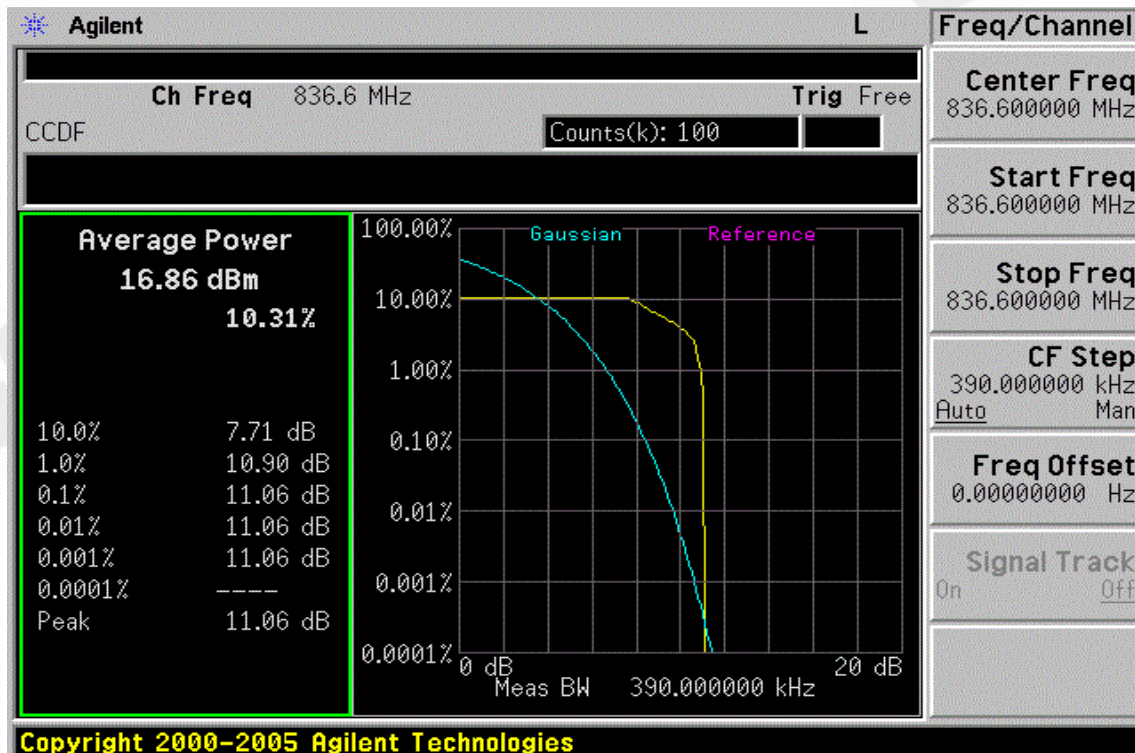 Agilent L Freq/Channel
Ch Freq 836.6 MHz Trig Free
CCDF Counts(k): 100
Average Power
16.86 dBm
10.31%
10.0% 7.71 dB
1.0% 10.90 dB
0.1% 11.06 dB
0.01% 11.06 dB
0.001% 11.06 dB
0.0001% ----
Peak 11.06 dB
Gaussian Reference
100.00%
10.00%
1.00%
0.10%
0.01%
0.001%
0.0001%
0 dB 20 dB
Meas BW 390.000000 kHz
Center Freq
836.600000 MHz
Start Freq
836.600000 MHz
Stop Freq
836.600000 MHz
CF Step
390.000000 kHz
Auto Man
Freq Offset
0.00000000 Hz
Signal Track
On Off
Copyright 2000-2005 Agilent Technologies